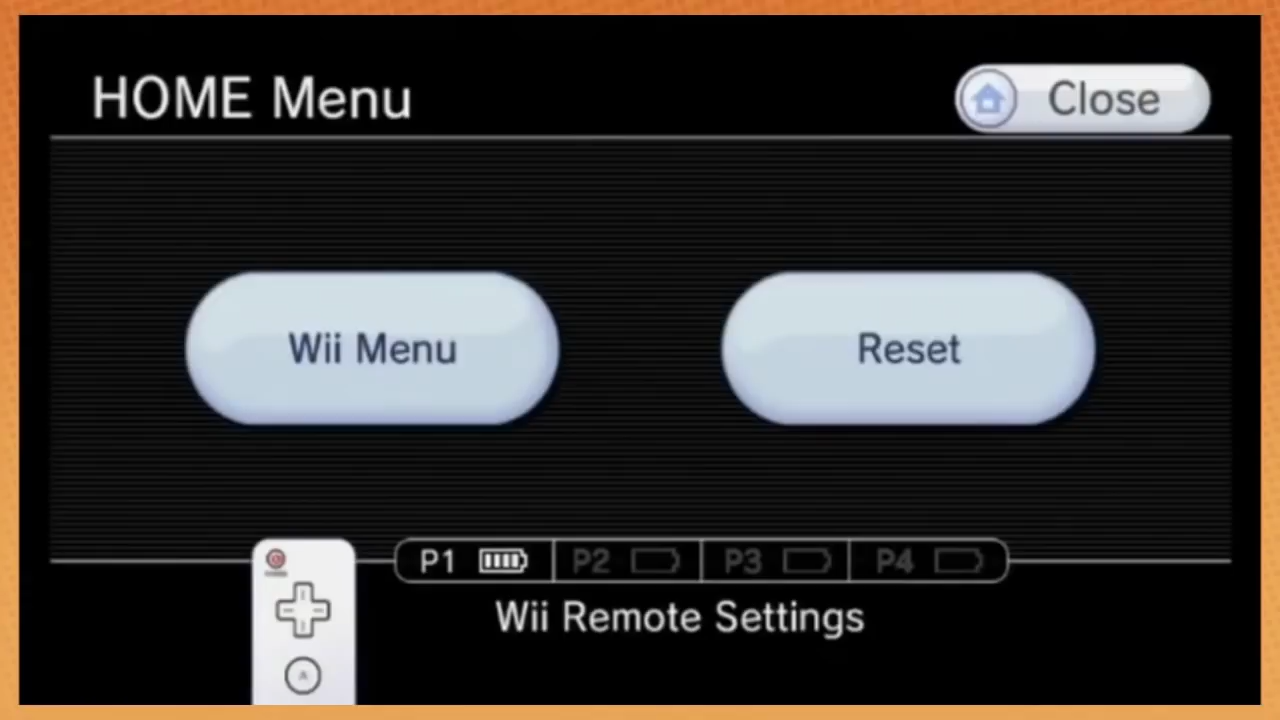 HOME Menu
Close
Wii Menu
Reset
P1 P2 P3 P4
Wii Remote Settings
A